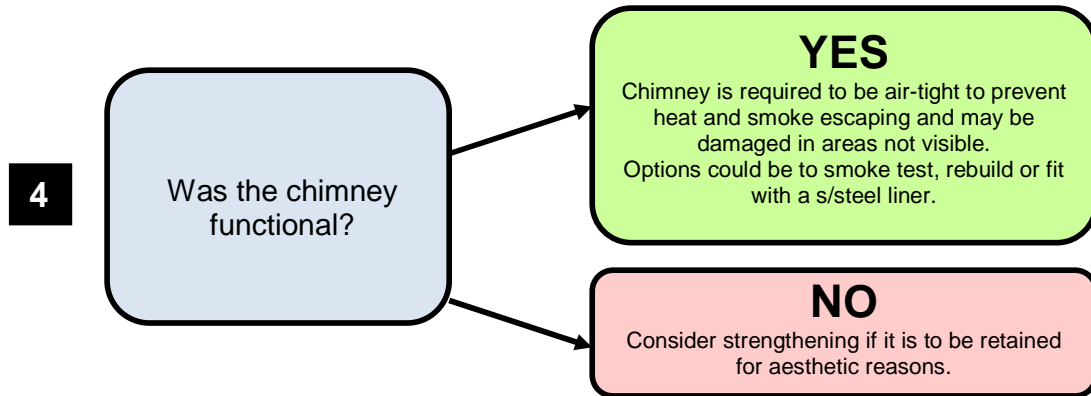 4
Was the chimney
functional?
YES
Chimney is required to be air-tight to prevent
heat and smoke escaping and may be
damaged in areas not visible.
Options could be to smoke test, rebuild or fit
with a s/steel liner.
NO
Consider strengthening if it is to be retained
for aesthetic reasons.